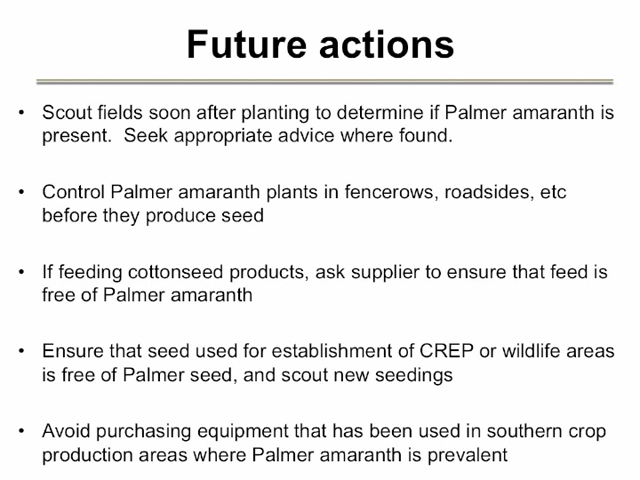 Future actions
• Scout fields soon after planting to determine if Palmer amaranth is
present.  Seek appropriate advice where found.
• Control Palmer amaranth plants in fencerows, roadsides, etc
before they produce seed
• If feeding cottonseed products, ask supplier to ensure that feed is
free of Palmer amaranth
• Ensure that seed used for establishment of CREP or wildlife areas
is free of Palmer seed, and scout new seedings
• Avoid purchasing equipment that has been used in southern crop
production areas where Palmer amaranth is prevalent